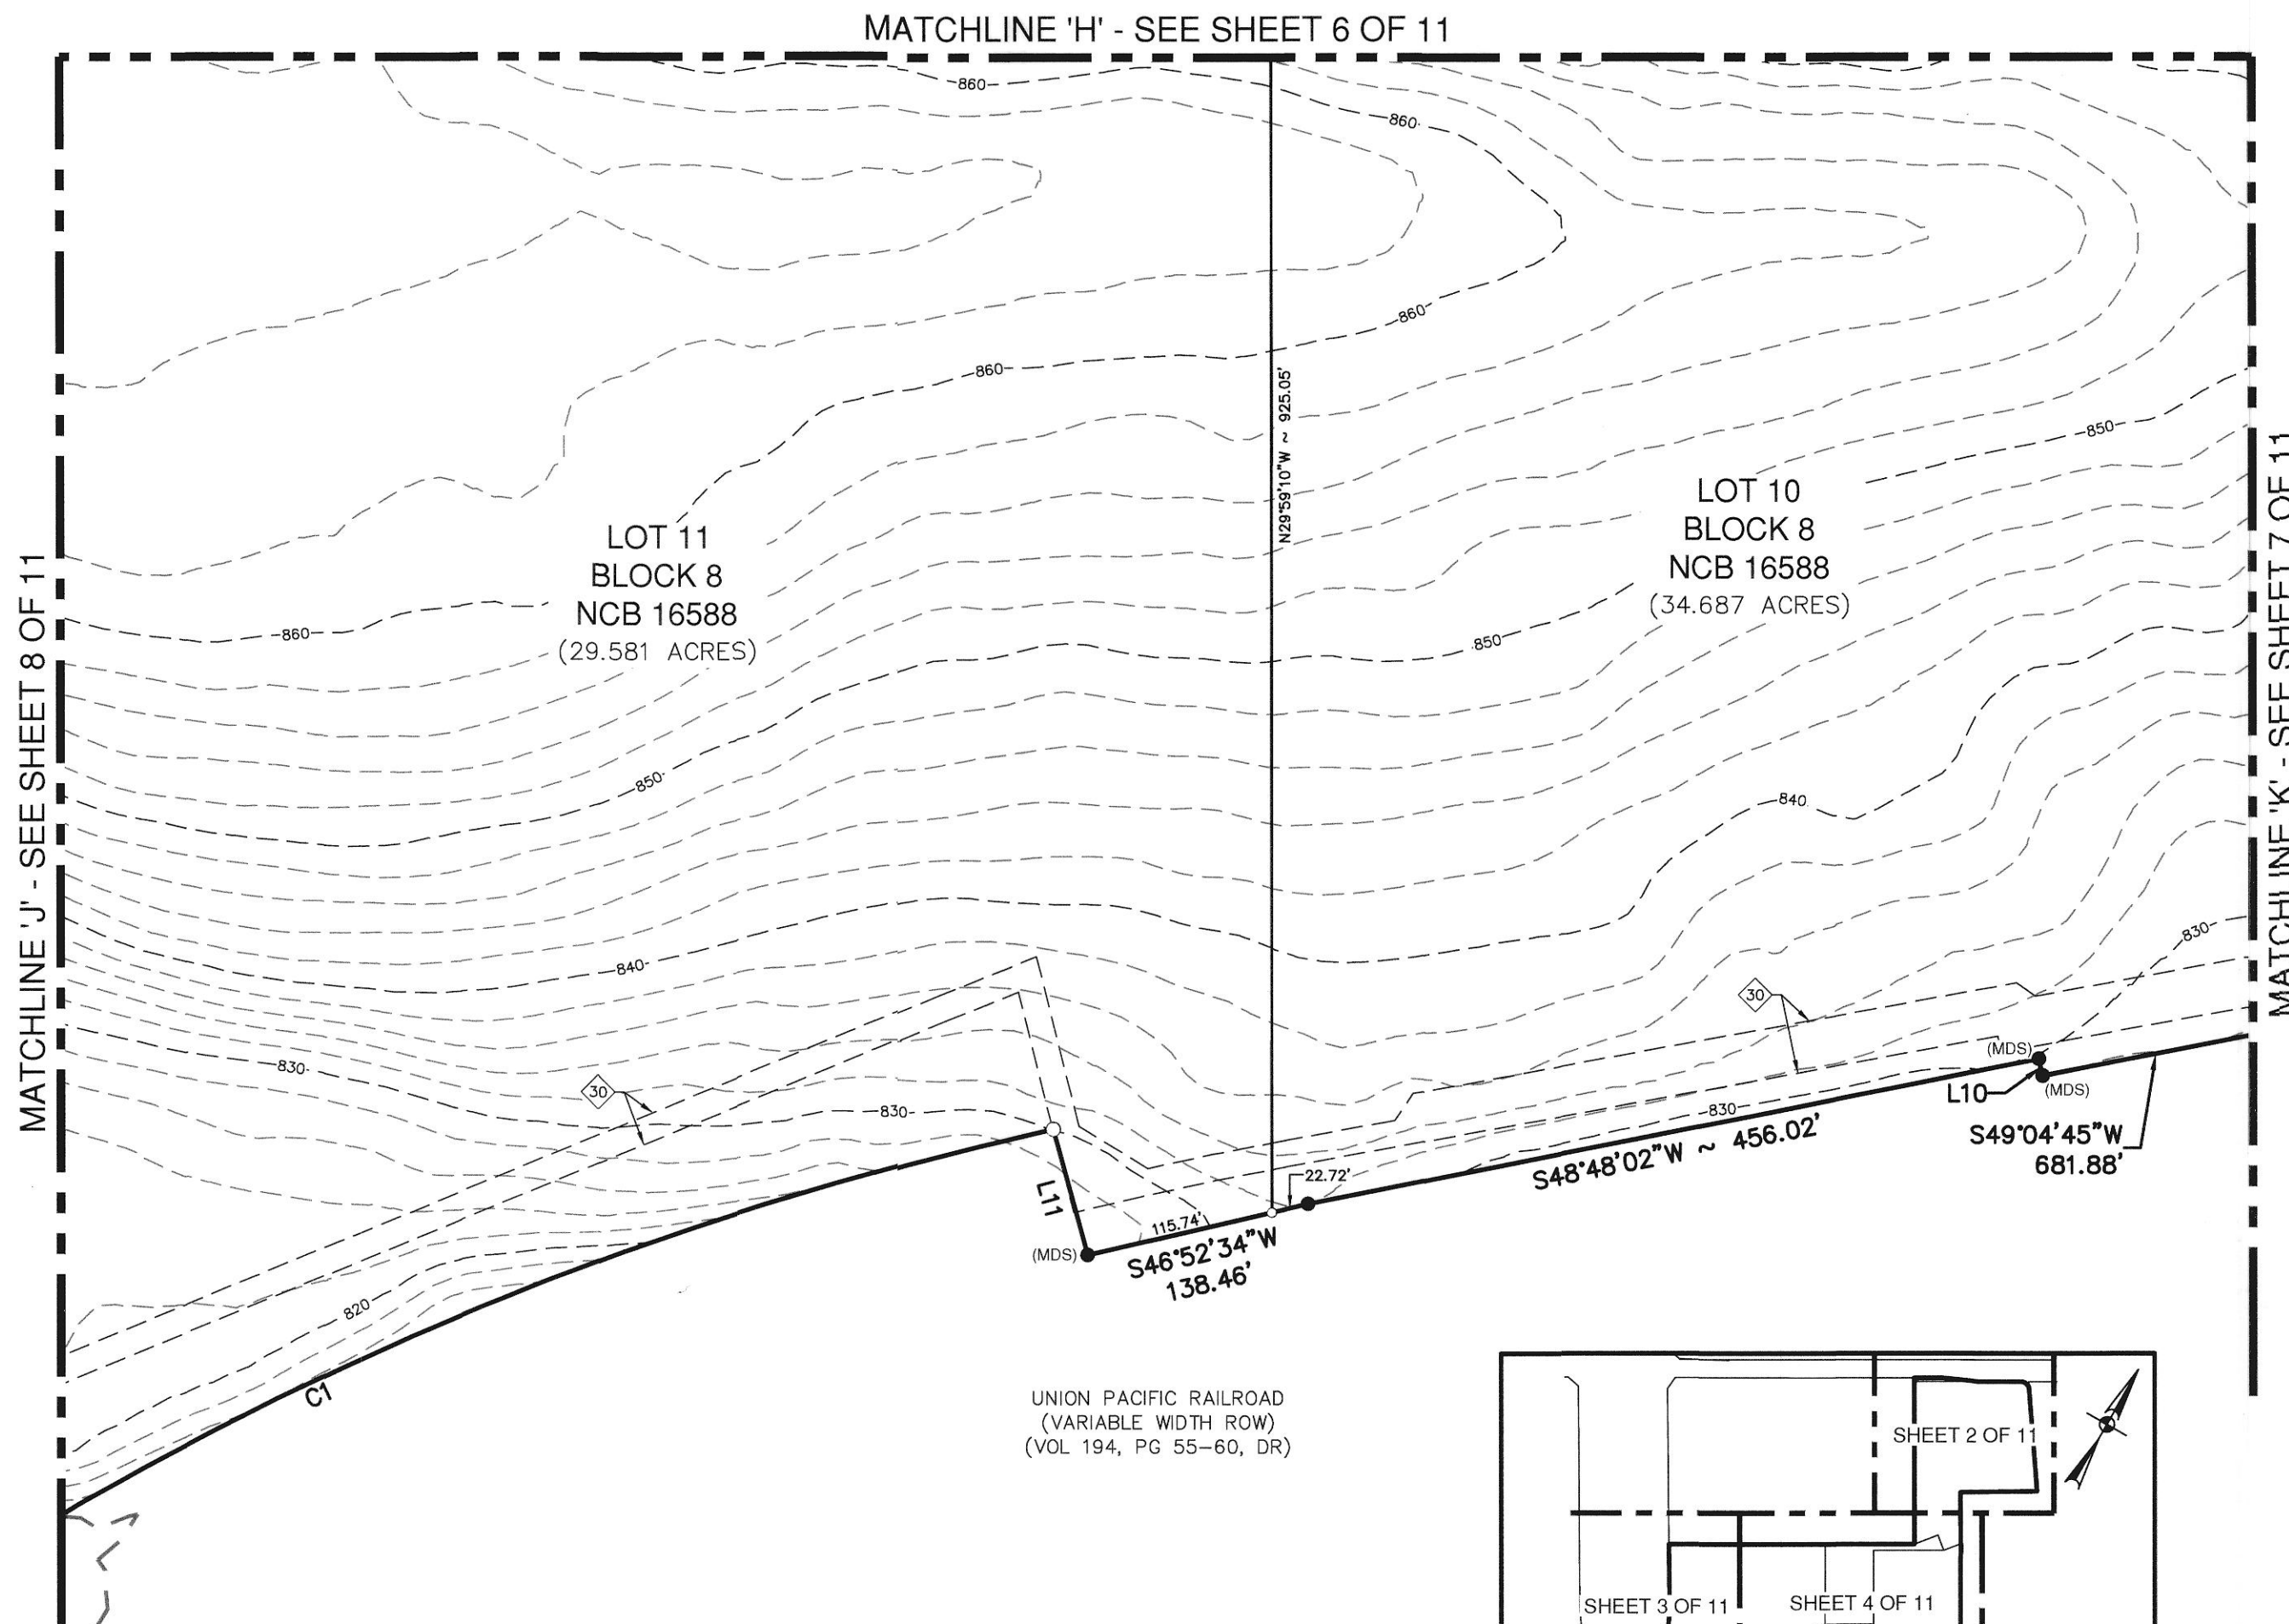 MATCHLINE 'H' - SEE SHEET 6 OF 11
860
860
860
860
N29°59'10"W ~ 925.05'
850
LOT 10
BLOCK 8
NCB 16588
(34.687 ACRES)
LOT 11
BLOCK 8
NCB 16588
(29.581 ACRES)
860
850
850
840
840
830
MATCHLINE 'J' - SEE SHEET 8 OF 11
MATCHLINE 'K' - SEE SHEET 7 OF 11
30
30
830
830
830
(MDS)
L10
(MDS)
S49°04'45"W
681.88'
S48°48'02"W ~ 456.02'
22.72'
L11
115.74'
(MDS)
S46°52'34"W
138.46'
820
C1
UNION PACIFIC RAILROAD
(VARIABLE WIDTH ROW)
(VOL 194, PG 55-60, DR)
SHEET 2 OF 11
SHEET 3 OF 11
SHEET 4 OF 11